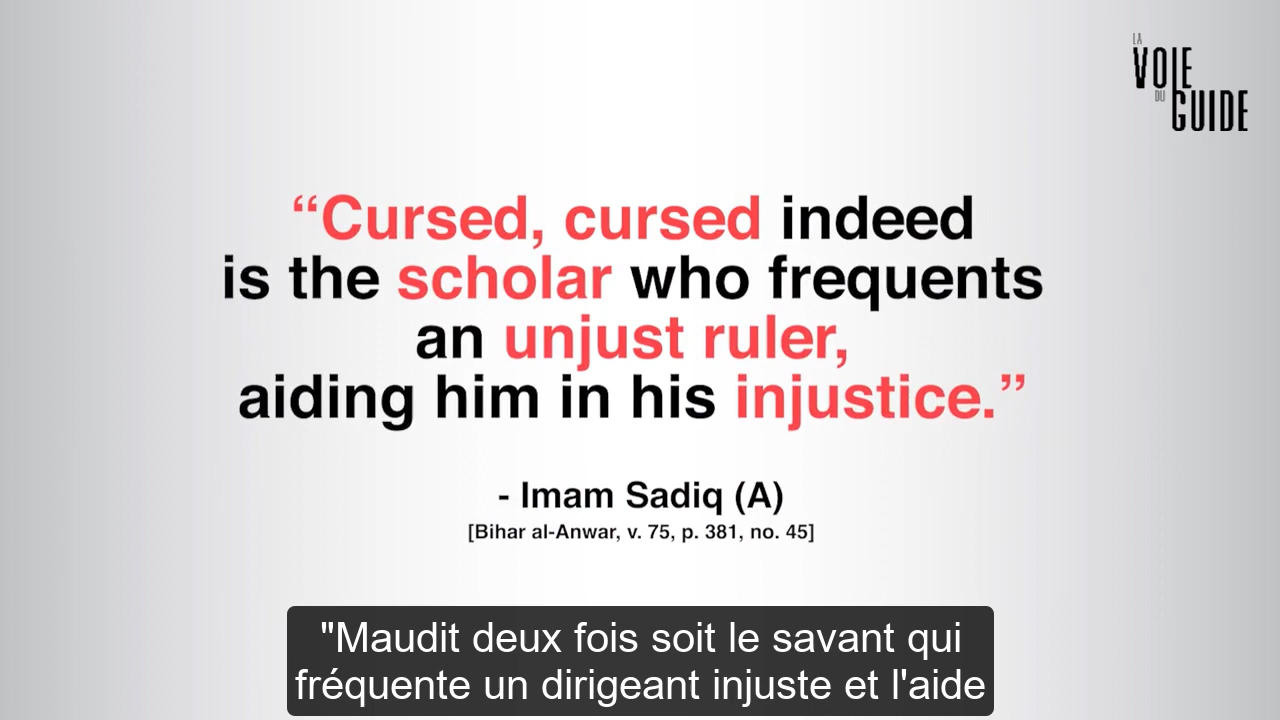 LA
VOIE
DU
GUIDE
“Cursed, cursed indeed
is the scholar who frequents
an unjust ruler,
aiding him in his injustice.”
- Imam Sadiq (A)
[Bihar al-Anwar, v. 75, p. 381, no. 45]
"Maudit deux fois soit le savant qui
fréquente un dirigeant injuste et l'aide